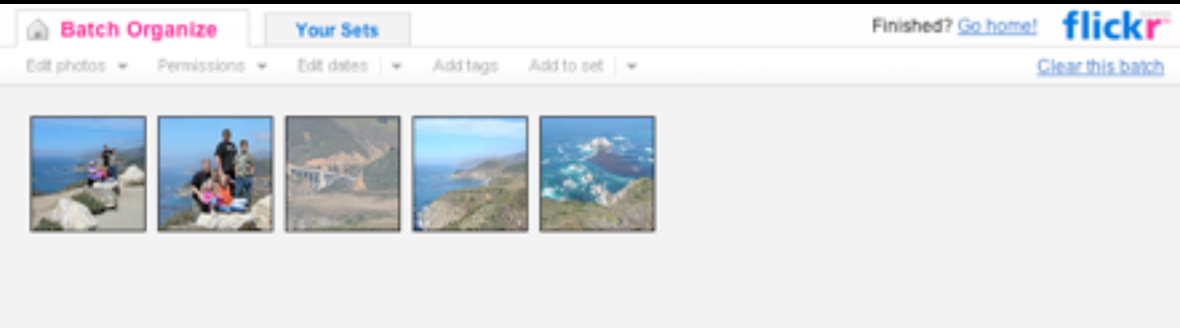 Batch Organize Your Sets Finished? Go home! flickr
Edit photos Permissions Edit dates Add tags Add to set Clear this batch